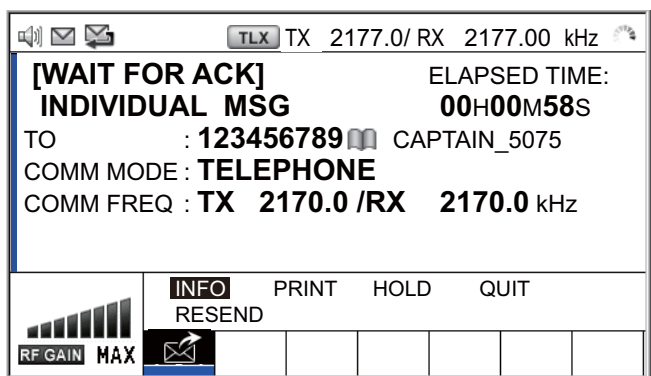 TLX TX 2177.0/ RX 2177.00 kHz
[WAIT FOR ACK] ELAPSED TIME:
INDIVIDUAL MSG 00H00M58S
TO : 123456789 CAPTAIN_5075
COMM MODE : TELEPHONE
COMM FREQ : TX 2170.0 /RX 2170.0 kHz
INFO PRINT HOLD QUIT
RESEND
RF GAIN MAX